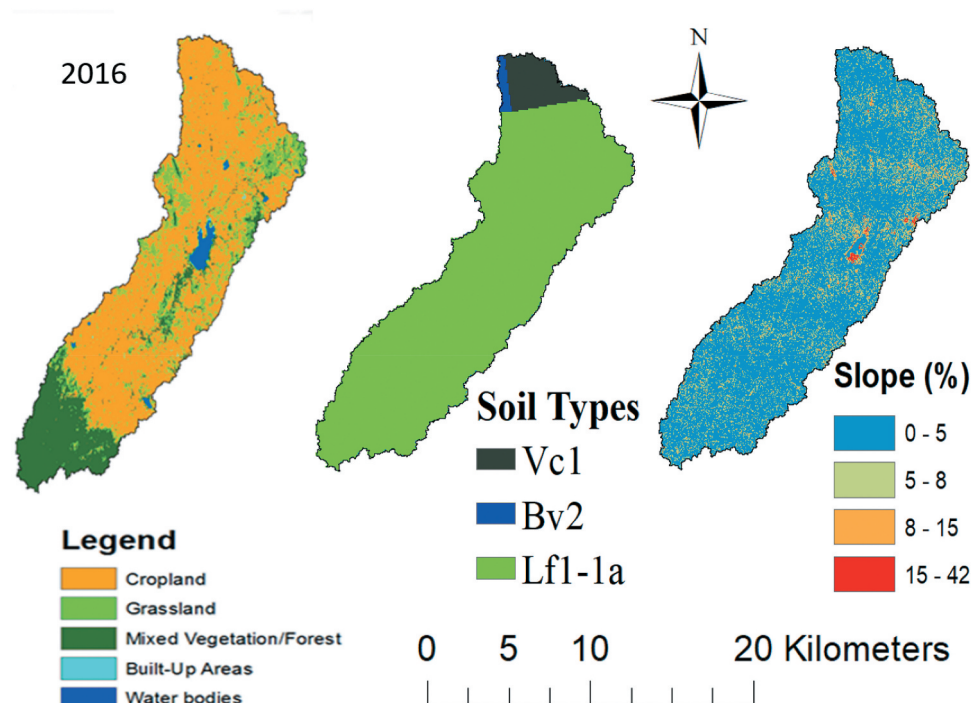 2016
N
Legend
Cropland
Grassland
Mixed Vegetation/Forest
Built-Up Areas
Water bodies
Soil Types
Vc1
Bv2
Lf1-1a
Slope (%)
0 - 5
5 - 8
8 - 15
15 - 42
0 5 10 20 Kilometers